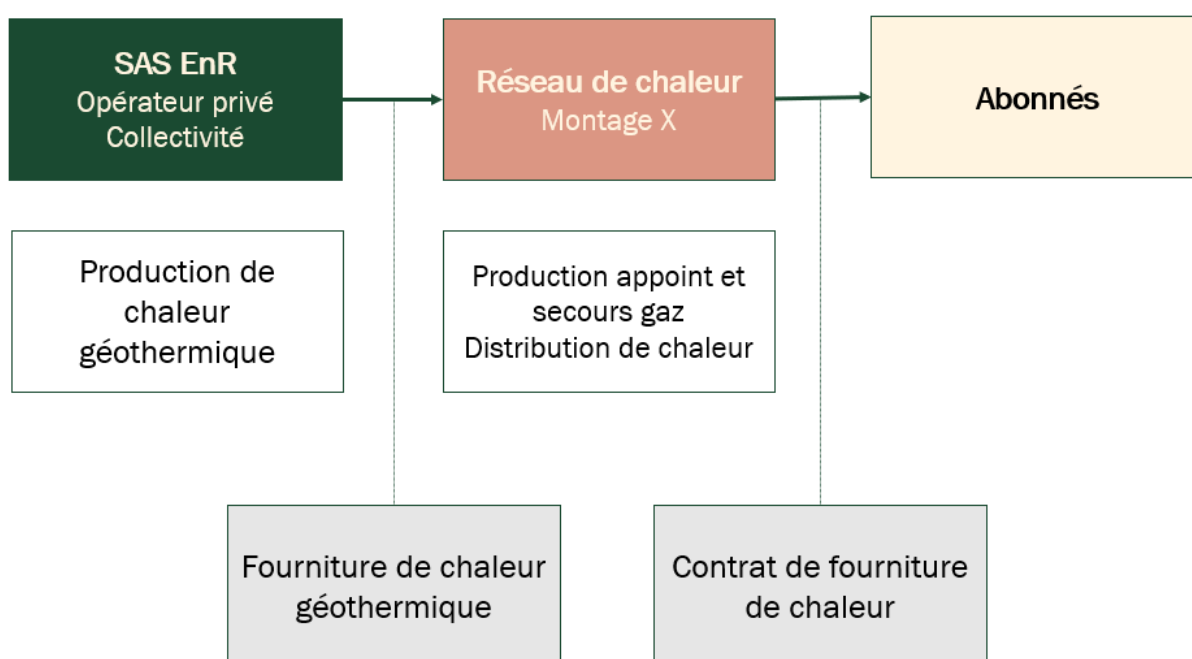 SAS EnR
Opérateur privé
Collectivité
Réseau de chaleur
Montage X
Abonnés
Production de
chaleur
géothermique
Production appoint et
secours gaz
Distribution de chaleur
Fourniture de chaleur
géothermique
Contrat de fourniture
de chaleur